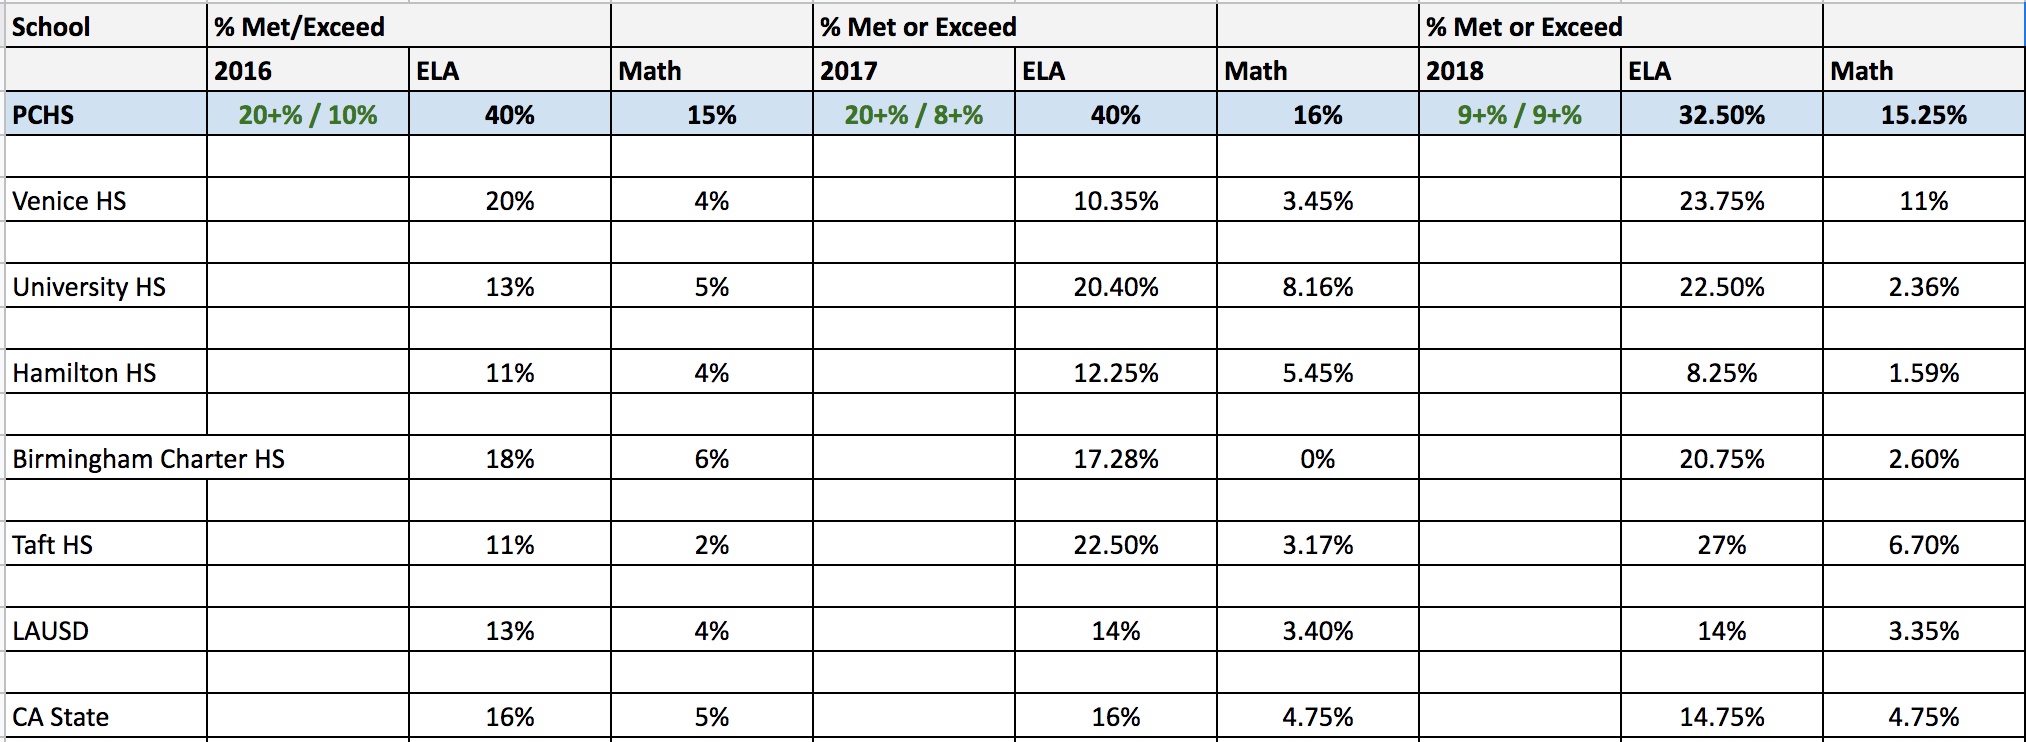 School % Met/Exceed % Met or Exceed % Met or Exceed
2016 ELA Math 2017 ELA Math 2018 ELA Math
PCHS 20+% / 10% 40% 15% 20+% / 8+% 40% 16% 9+% / 9+% 32.50% 15.25%
Venice HS 20% 4% 10.35% 3.45% 23.75% 11%
University HS 13% 5% 20.40% 8.16% 22.50% 2.36%
Hamilton HS 11% 4% 12.25% 5.45% 8.25% 1.59%
Birmingham Charter HS 18% 6% 17.28% 0% 20.75% 2.60%
Taft HS 11% 2% 22.50% 3.17% 27% 6.70%
LAUSD 13% 4% 14% 3.40% 14% 3.35%
CA State 16% 5% 16% 4.75% 14.75% 4.75%